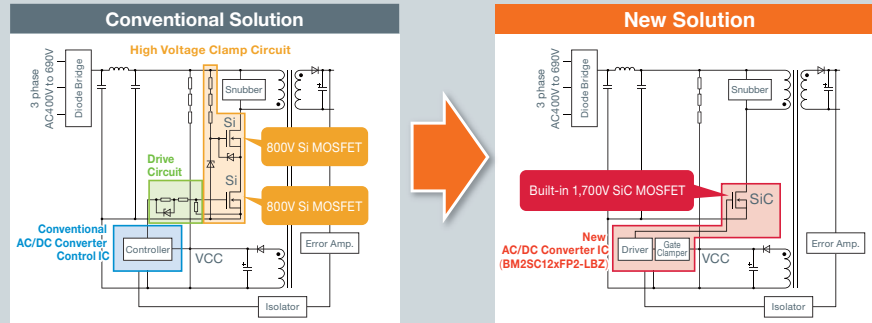 Conventional Solution
High Voltage Clamp Circuit
3 phase
AC400V to 690V
Diode Bridge
Snubber
Si
800V Si MOSFET
Drive
Circuit
Si
800V Si MOSFET
Conventional
AC/DC Converter
Control IC
Controller
VCC
Error Amp.
Isolator
New Solution
3 phase
AC400V to 690V
Diode Bridge
Snubber
Built-in 1,700V SiC MOSFET
SiC
New
AC/DC Converter IC
(BM2SC12xFP2-LBZ)
Driver
Gate
Clamper
VCC
Error Amp.
Isolator